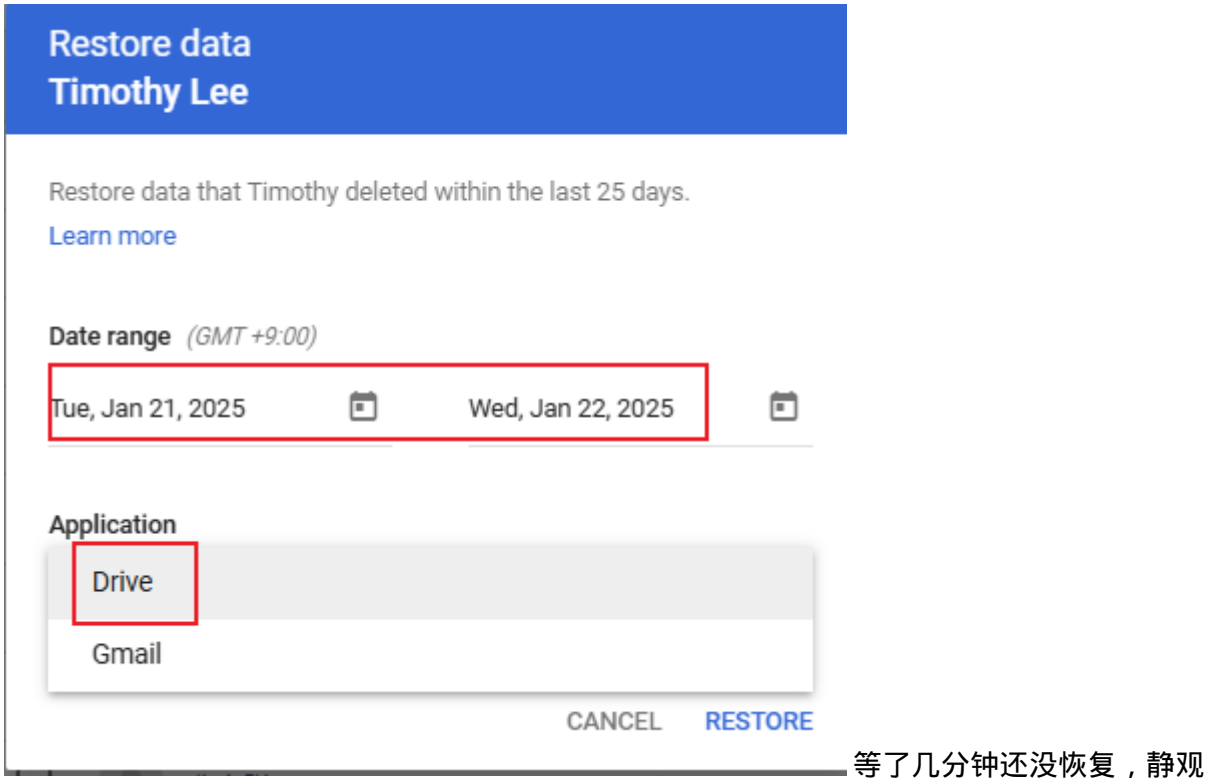 Restore data
Timothy Lee
Restore data that Timothy deleted within the last 25 days.
Learn more
Date range (GMT +9:00)
Tue, Jan 21, 2025 Wed, Jan 22, 2025
Application
Drive
Gmail
CANCEL RESTORE
等了几分钟还没恢复，静观